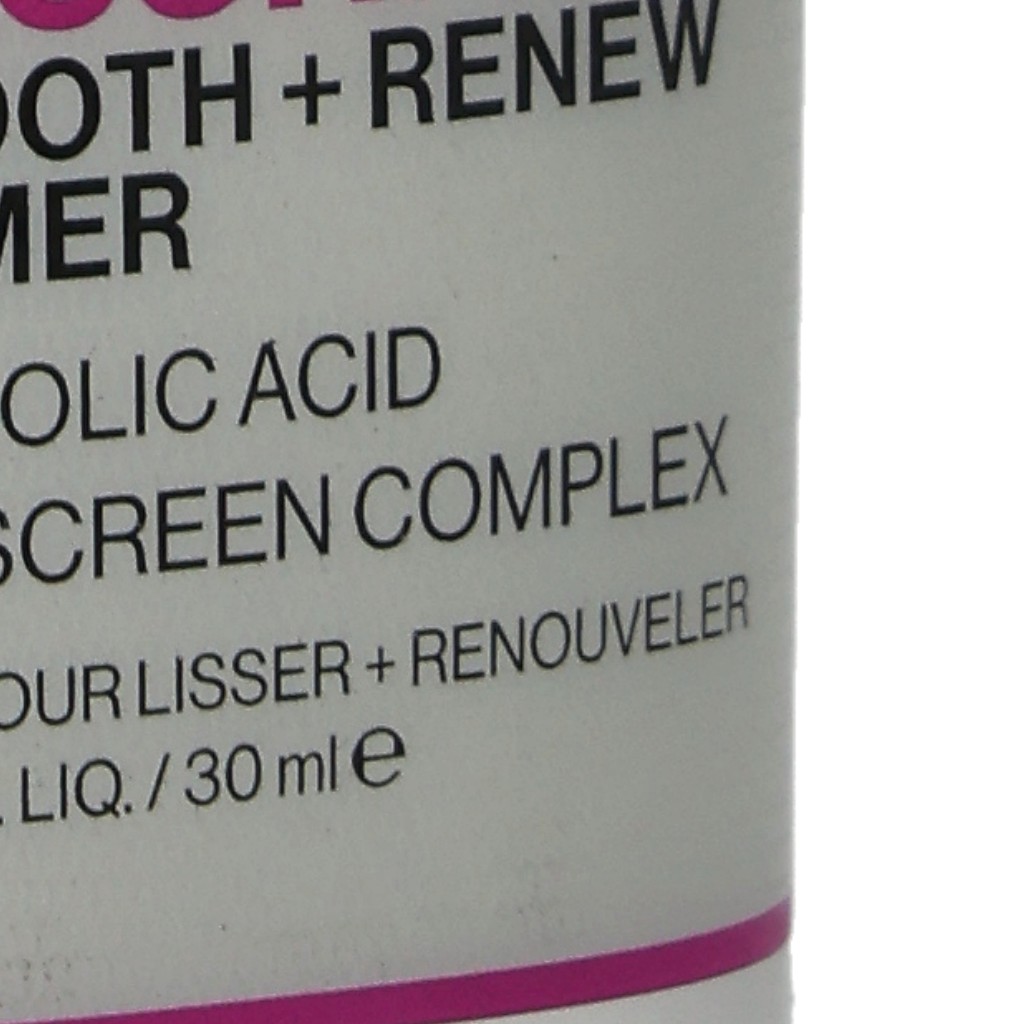 OOTH + RENEW
MER
OLIC ACID
SCREEN COMPLEX
OUR LISSER + RENOUVELER
. LIQ. / 30 ml e